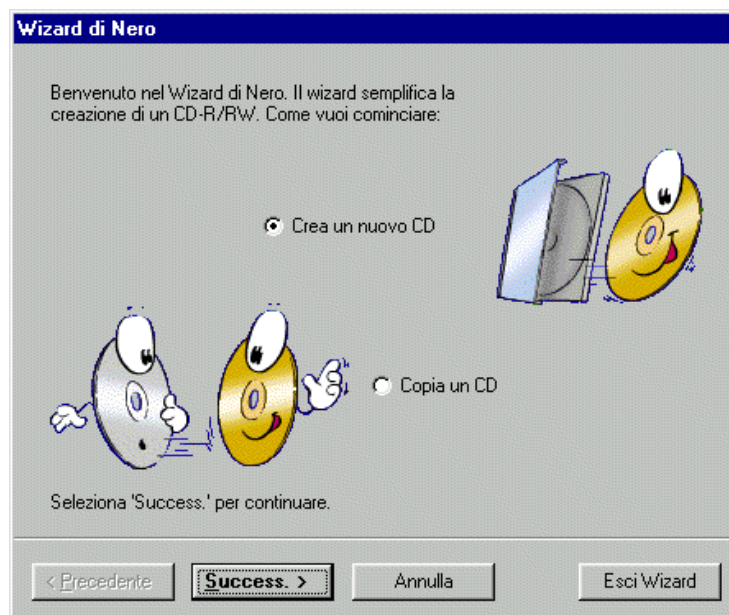 Wizard di Nero
Benvenuto nel Wizard di Nero. Il wizard semplifica la
creazione di un CD-R/RW. Come vuoi cominciare:
Crea un nuovo CD
Copia un CD
Seleziona 'Success.' per continuare.
< Precedente
Success. >
Annulla
Esci Wizard